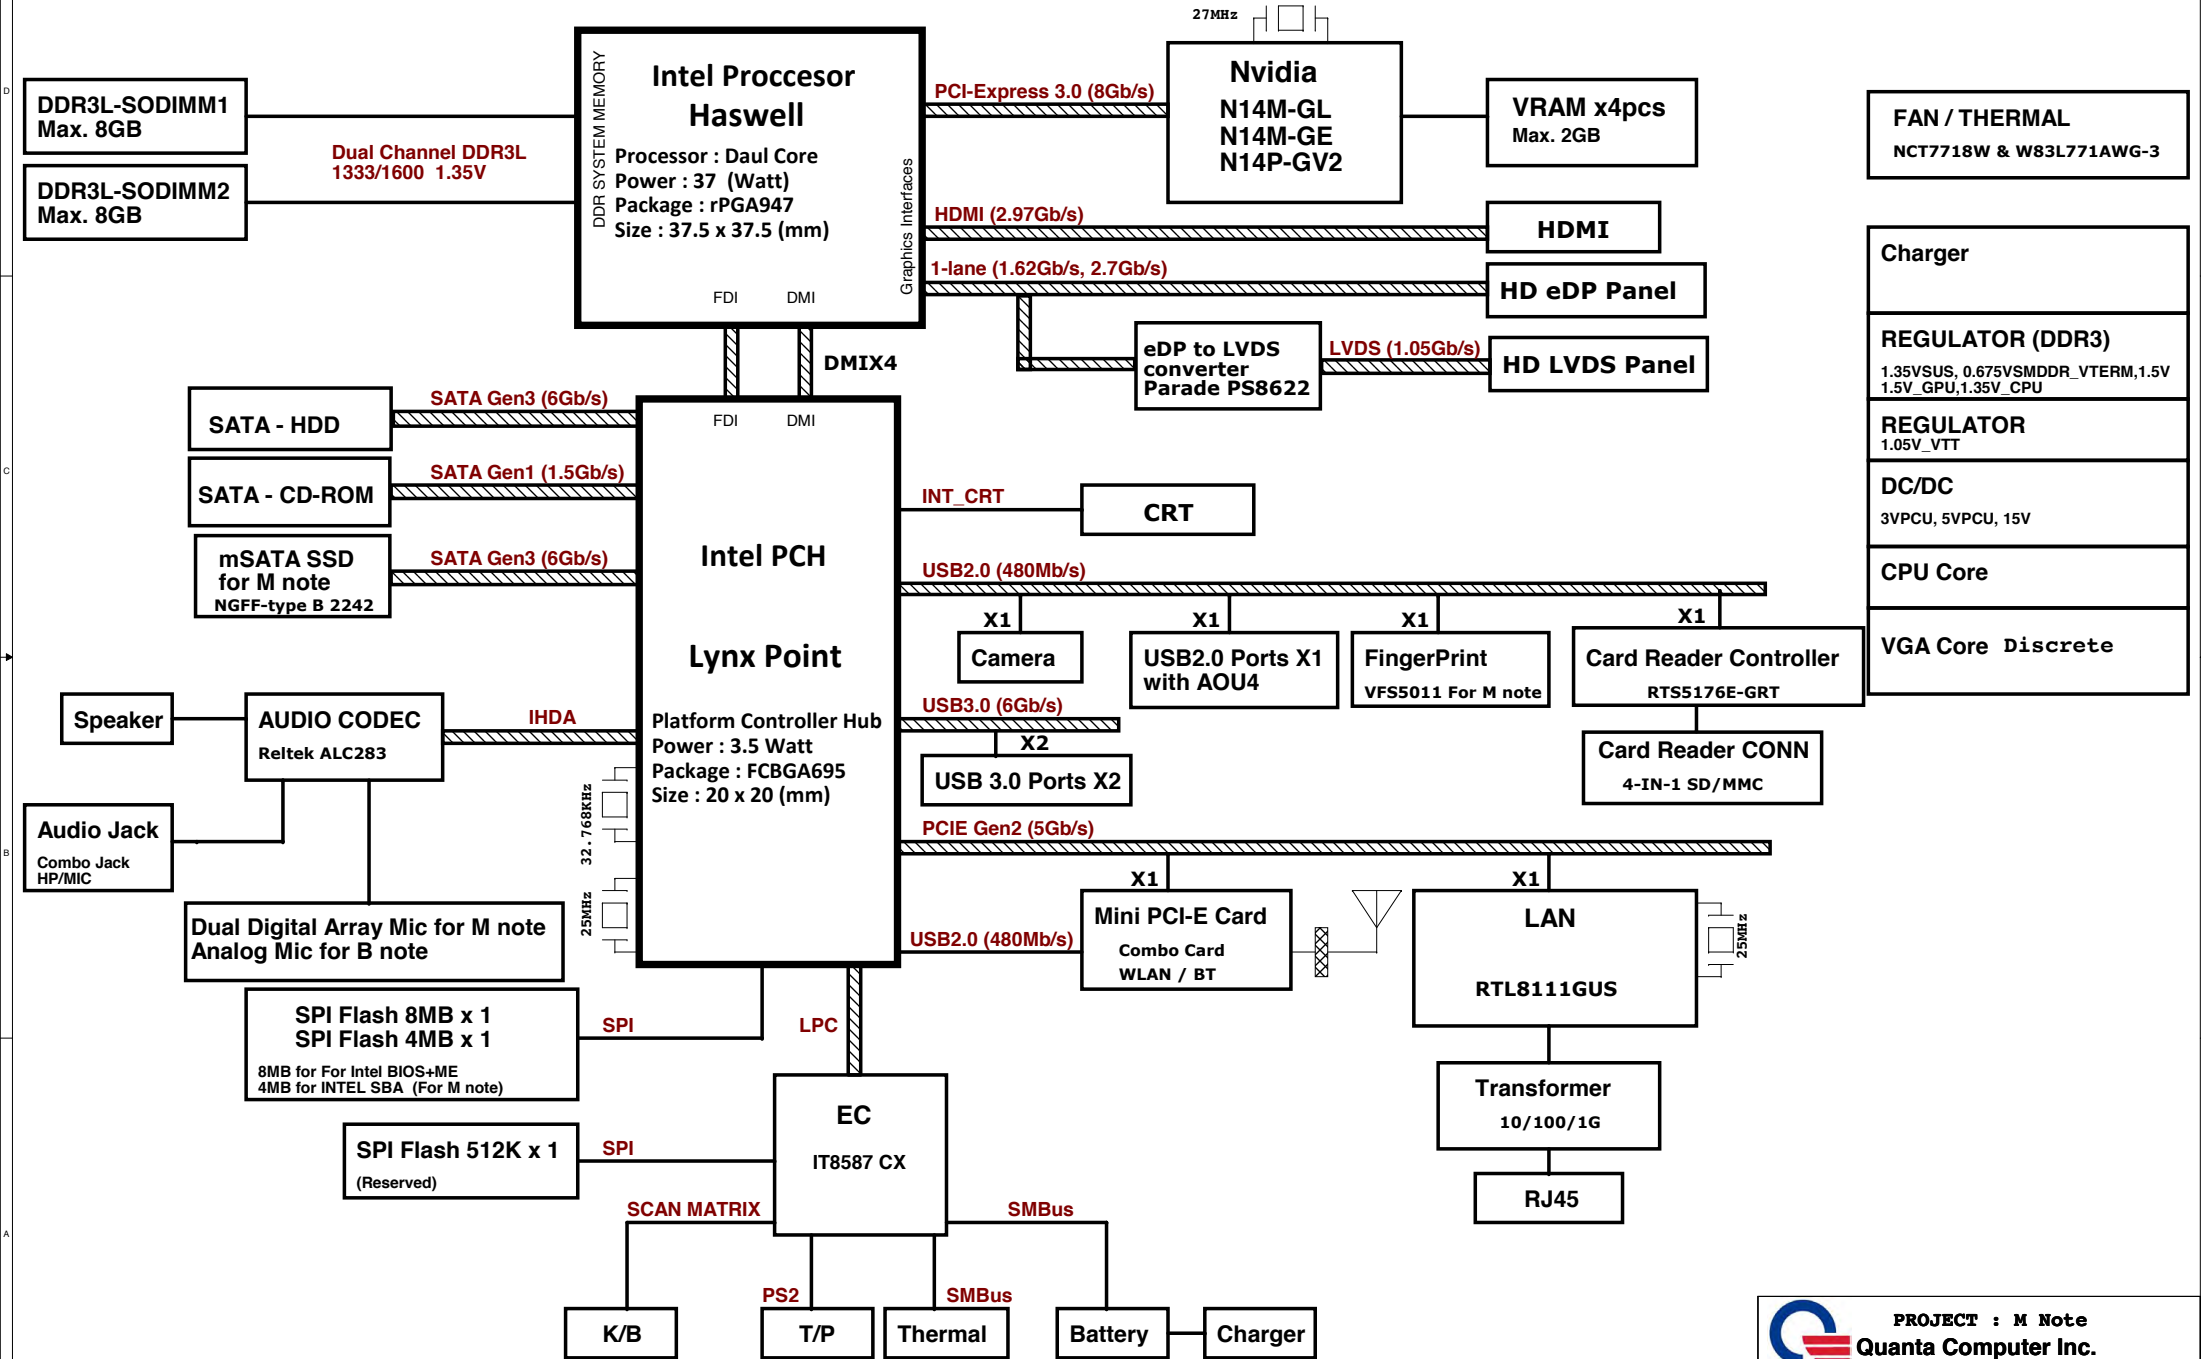 27MHz
D
C
B
A
DDR3L-SODIMM1
Max. 8GB
DDR3L-SODIMM2
Max. 8GB
Dual Channel DDR3L
1333/1600 1.35V
DDR SYSTEM MEMORY
Intel Proccesor
Haswell
Processor : Daul Core
Power : 37 (Watt)
Package : rPGA947
Size : 37.5 x 37.5 (mm)
Graphics Interfaces
FDI DMI
PCI-Express 3.0 (8Gb/s)
Nvidia
N14M-GL
N14M-GE
N14P-GV2
VRAM x4pcs
Max. 2GB
HDMI (2.97Gb/s)
HDMI
1-lane (1.62Gb/s, 2.7Gb/s)
HD eDP Panel
eDP to LVDS
converter
Parade PS8622
LVDS (1.05Gb/s)
HD LVDS Panel
FAN / THERMAL
NCT7718W & W83L771AWG-3
Charger
REGULATOR (DDR3)
1.35VSUS, 0.675VSMDDR_VTERM,1.5V
1.5V_GPU,1.35V_CPU
REGULATOR
1.05V_VTT
DC/DC
3VPCU, 5VPCU, 15V
CPU Core
VGA Core Discrete
DMIX4
SATA - HDD
SATA Gen3 (6Gb/s)
SATA - CD-ROM
SATA Gen1 (1.5Gb/s)
mSATA SSD
for M note
NGFF-type B 2242
SATA Gen3 (6Gb/s)
FDI DMI
Intel PCH
Lynx Point
Platform Controller Hub
Power : 3.5 Watt
Package : FCBGA695
Size : 20 x 20 (mm)
INT_CRT
CRT
USB2.0 (480Mb/s)
X1
Camera
X1
USB2.0 Ports X1
with AOU4
X1
FingerPrint
VFS5011 For M note
X1
Card Reader Controller
RTS5176E-GRT
Card Reader CONN
4-IN-1 SD/MMC
USB3.0 (6Gb/s)
X2
USB 3.0 Ports X2
Speaker
AUDIO CODEC
Reltek ALC283
IHDA
Audio Jack
Combo Jack
HP/MIC
Dual Digital Array Mic for M note
Analog Mic for B note
32.768KHz
25MHz
PCIE Gen2 (5Gb/s)
X1
Mini PCI-E Card
Combo Card
WLAN / BT
USB2.0 (480Mb/s)
X1
LAN
RTL8111GUS
25MHz
Transformer
10/100/1G
RJ45
SPI Flash 8MB x 1
SPI Flash 4MB x 1
8MB for For Intel BIOS+ME
4MB for INTEL SBA (For M note)
SPI
LPC
EC
IT8587 CX
SPI Flash 512K x 1
(Reserved)
SPI
SCAN MATRIX
SMBus
PS2
SMBus
K/B
T/P
Thermal
Battery
Charger
PROJECT : M Note
Quanta Computer Inc.